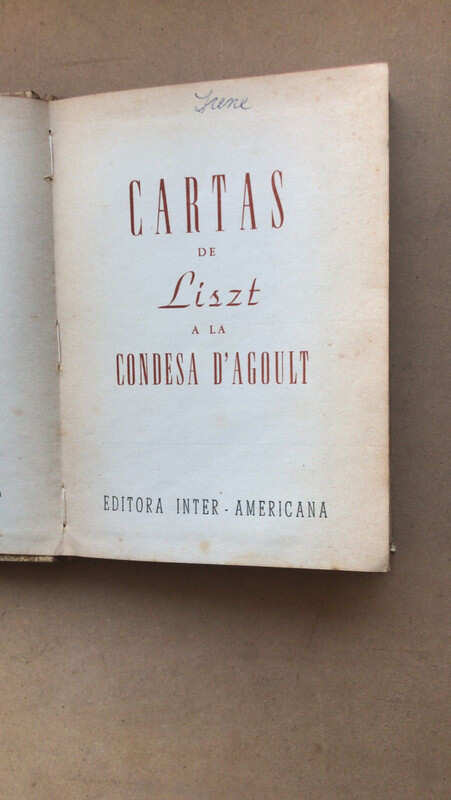 Irene
CARTAS
DE
Liszt
A LA
CONDESA D'AGOULT
EDITORA INTER-AMERICANA